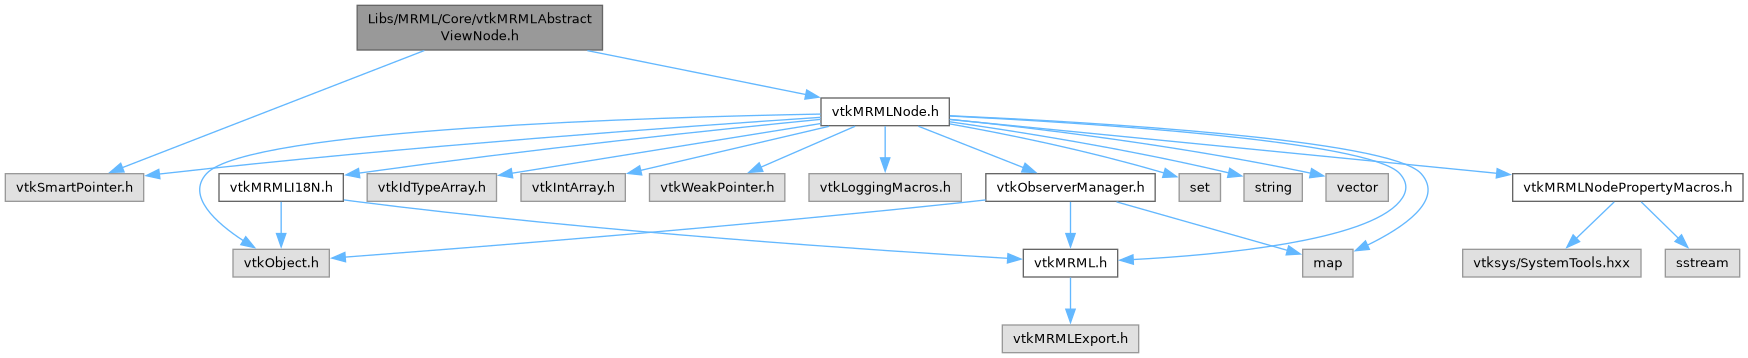 Libs/MRML/Core/vtkMRMLAbstract
ViewNode.h
vtkMRMLNode.h
vtkSmartPointer.h
vtkMRMLI18N.h
vtkIdTypeArray.h
vtkIntArray.h
vtkWeakPointer.h
vtkLoggingMacros.h
vtkObserverManager.h
set
string
vector
vtkMRMLNodePropertyMacros.h
vtkObject.h
vtkMRML.h
map
vtksys/SystemTools.hxx
sstream
vtkMRMLExport.h